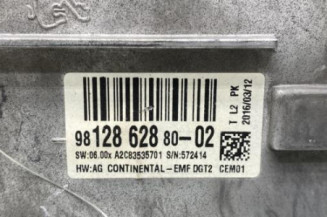 T L2 PK
2016/03/12
98 128 628 80-02
SW:06.00x A2C83535701 S/N:572414
HW:AG CONTINENTAL-EMF DGT2 CEM01